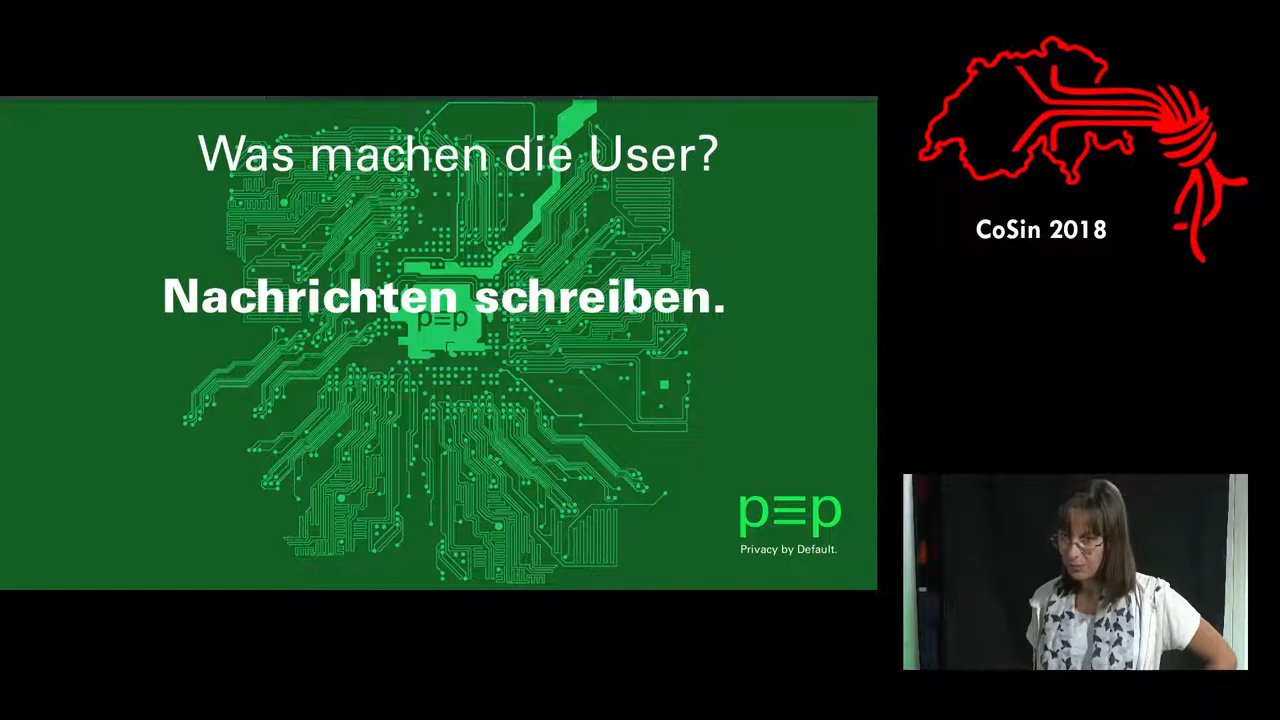 Was machen die User?
Nachrichten schreiben.
p≡p
p≡p
Privacy by Default.
CoSin 2018